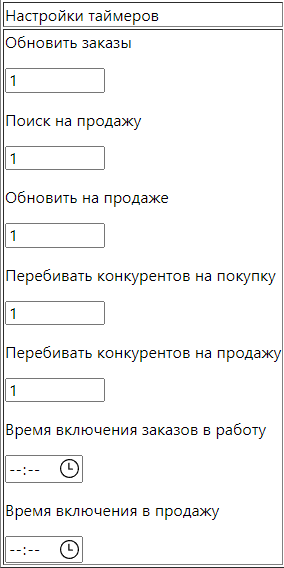 Настройки таймеров
Обновить заказы
1
Поиск на продажу
1
Обновить на продаже
1
Перебивать конкурентов на покупку
1
Перебивать конкурентов на продажу
1
Время включения заказов в работу
--:--
Время включения в продажу
--:--